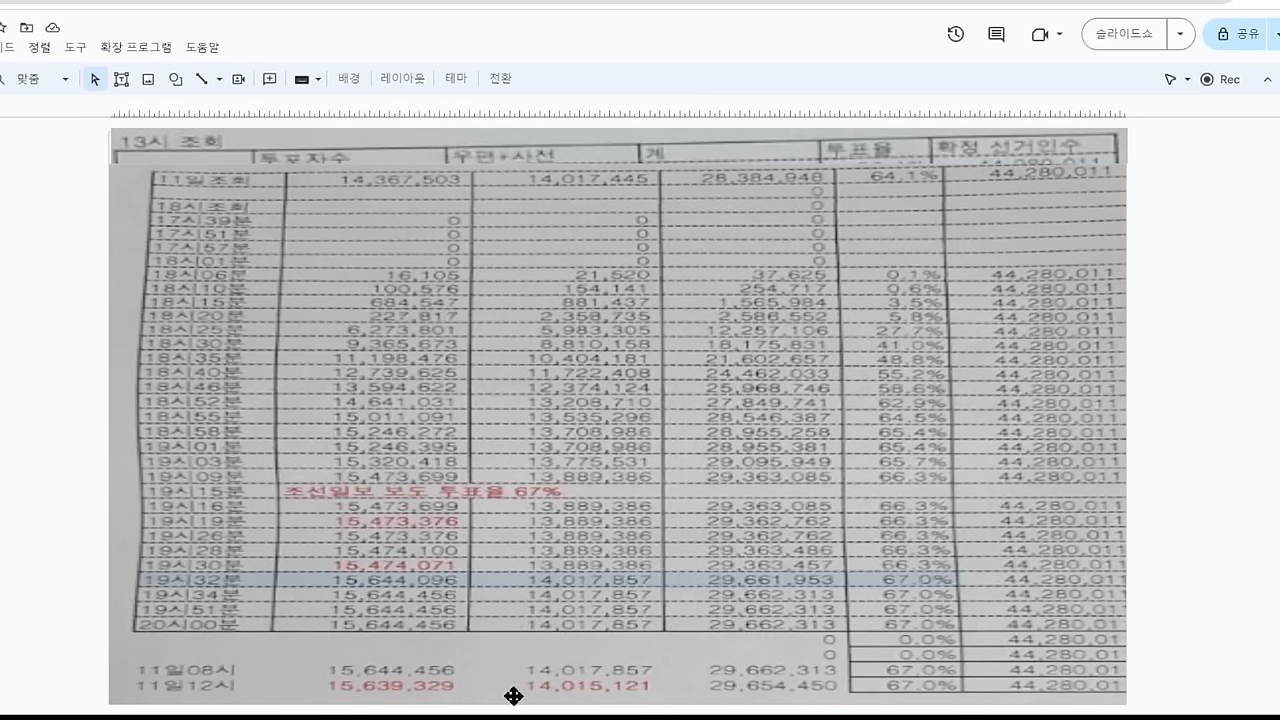 정렬 도구 확장 프로그램 도움말
슬라이드쇼
공유
맞춤 배경 레이아웃 테마 전환
Rec
13시 조회
투표자수 우편+사전 계 투표율 확정 선거인수
11일조회 14,367,503 14,017,445 28,384,948 64.1% 44,280,011
0
18시조회 0
17시39분 0 0 0
17시51분 0 0 0
17시57분 0 0 0
18시01분 0 0 0
18시06분 16,105 21,520 37,625 0.1% 44,280,011
18시10분 100,576 154,141 254,717 0.6% 44,280,011
18시15분 684,547 881,437 1,565,984 3.5% 44,280,011
18시20분 227,817 2,358,735 2,586,552 5.8% 44,280,011
18시25분 6,273,801 5,983,305 12,257,106 27.7% 44,280,011
18시30분 9,365,673 8,810,158 18,175,831 41.0% 44,280,011
18시35분 11,198,476 10,404,181 21,602,657 48.8% 44,280,011
18시40분 12,739,625 11,722,408 24,462,033 55.2% 44,280,011
18시46분 13,594,622 12,374,124 25,968,746 58.6% 44,280,011
18시52분 14,641,031 13,208,710 27,849,741 62.9% 44,280,011
18시55분 15,011,091 13,535,296 28,546,387 64.5% 44,280,011
18시58분 15,246,272 13,708,986 28,955,258 65.4% 44,280,011
19시01분 15,246,395 13,708,986 28,955,381 65.4% 44,280,011
19시03분 15,320,418 13,775,531 29,095,949 65.7% 44,280,011
19시09분 15,473,699 13,889,386 29,363,085 66.3% 44,280,011
19시15분 조선일보 보도 투표율 67%
19시16분 15,473,699 13,889,386 29,363,085 66.3% 44,280,011
19시19분 15,473,376 13,889,386 29,362,762 66.3% 44,280,011
19시26분 15,473,376 13,889,386 29,362,762 66.3% 44,280,011
19시28분 15,474,100 13,889,386 29,363,486 66.3% 44,280,011
19시30분 15,474,071 13,889,386 29,363,457 66.3% 44,280,011
19시32분 15,644,096 14,017,857 29,661,953 67.0% 44,280,011
19시34분 15,644,456 14,017,857 29,662,313 67.0% 44,280,011
19시51분 15,644,456 14,017,857 29,662,313 67.0% 44,280,011
20시00분 15,644,456 14,017,857 29,662,313 67.0% 44,280,01
0 0.0% 44,280,01
0 0.0% 44,280,01
11일08시 15,644,456 14,017,857 29,662,313 67.0% 44,280,01
11일12시 15,639,329 14,015,121 29,654,450 67.0% 44,280,01